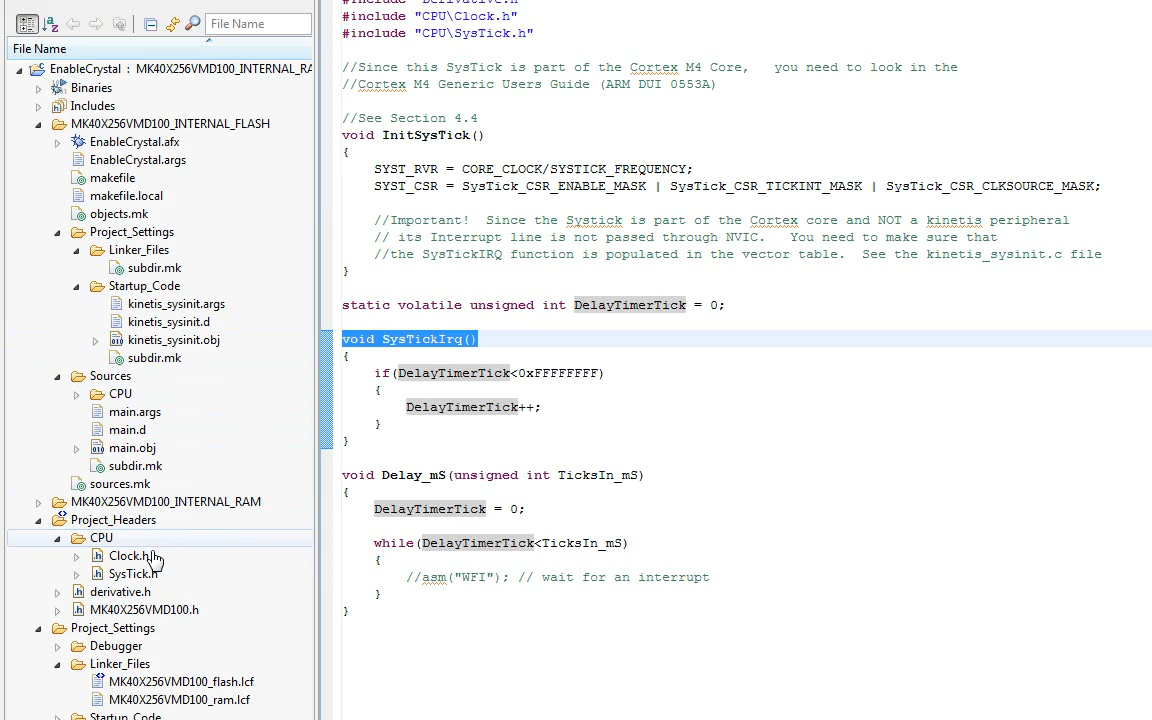 File Name
File Name
EnableCrystal : MK40X256VMD100_INTERNAL_RA
Binaries
Includes
MK40X256VMD100_INTERNAL_FLASH
EnableCrystal.afx
EnableCrystal.args
makefile
makefile.local
objects.mk
Project_Settings
Linker_Files
subdir.mk
Startup_Code
kinetis_sysinit.args
kinetis_sysinit.d
kinetis_sysinit.obj
subdir.mk
Sources
CPU
main.args
main.d
main.obj
subdir.mk
sources.mk
MK40X256VMD100_INTERNAL_RAM
Project_Headers
CPU
Clock.h
SysTick.h
derivative.h
MK40X256VMD100.h
Project_Settings
Debugger
Linker_Files
MK40X256VMD100_flash.lcf
MK40X256VMD100_ram.lcf
Startup_Code
#include "Derivative.h"
#include "CPU\Clock.h"
#include "CPU\SysTick.h"
//Since this SysTick is part of the Cortex M4 Core,   you need to look in the
//Cortex M4 Generic Users Guide (ARM DUI 0553A)
//See Section 4.4
void InitSysTick()
{
SYST_RVR = CORE_CLOCK/SYSTICK_FREQUENCY;
SYST_CSR = SysTick_CSR_ENABLE_MASK | SysTick_CSR_TICKINT_MASK | SysTick_CSR_CLKSOURCE_MASK;
//Important!  Since the Systick is part of the Cortex core and NOT a kinetis peripheral
// its Interrupt line is not passed through NVIC.   You need to make sure that
//the SysTickIRQ function is populated in the vector table.  See the kinetis_sysinit.c file
}
static volatile unsigned int DelayTimerTick = 0;
void SysTickIrq()
{
if(DelayTimerTick<0xFFFFFFFF)
{
DelayTimerTick++;
}
}
void Delay_mS(unsigned int TicksIn_mS)
{
DelayTimerTick = 0;
while(DelayTimerTick<TicksIn_mS)
{
//asm("WFI"); // wait for an interrupt
}
}